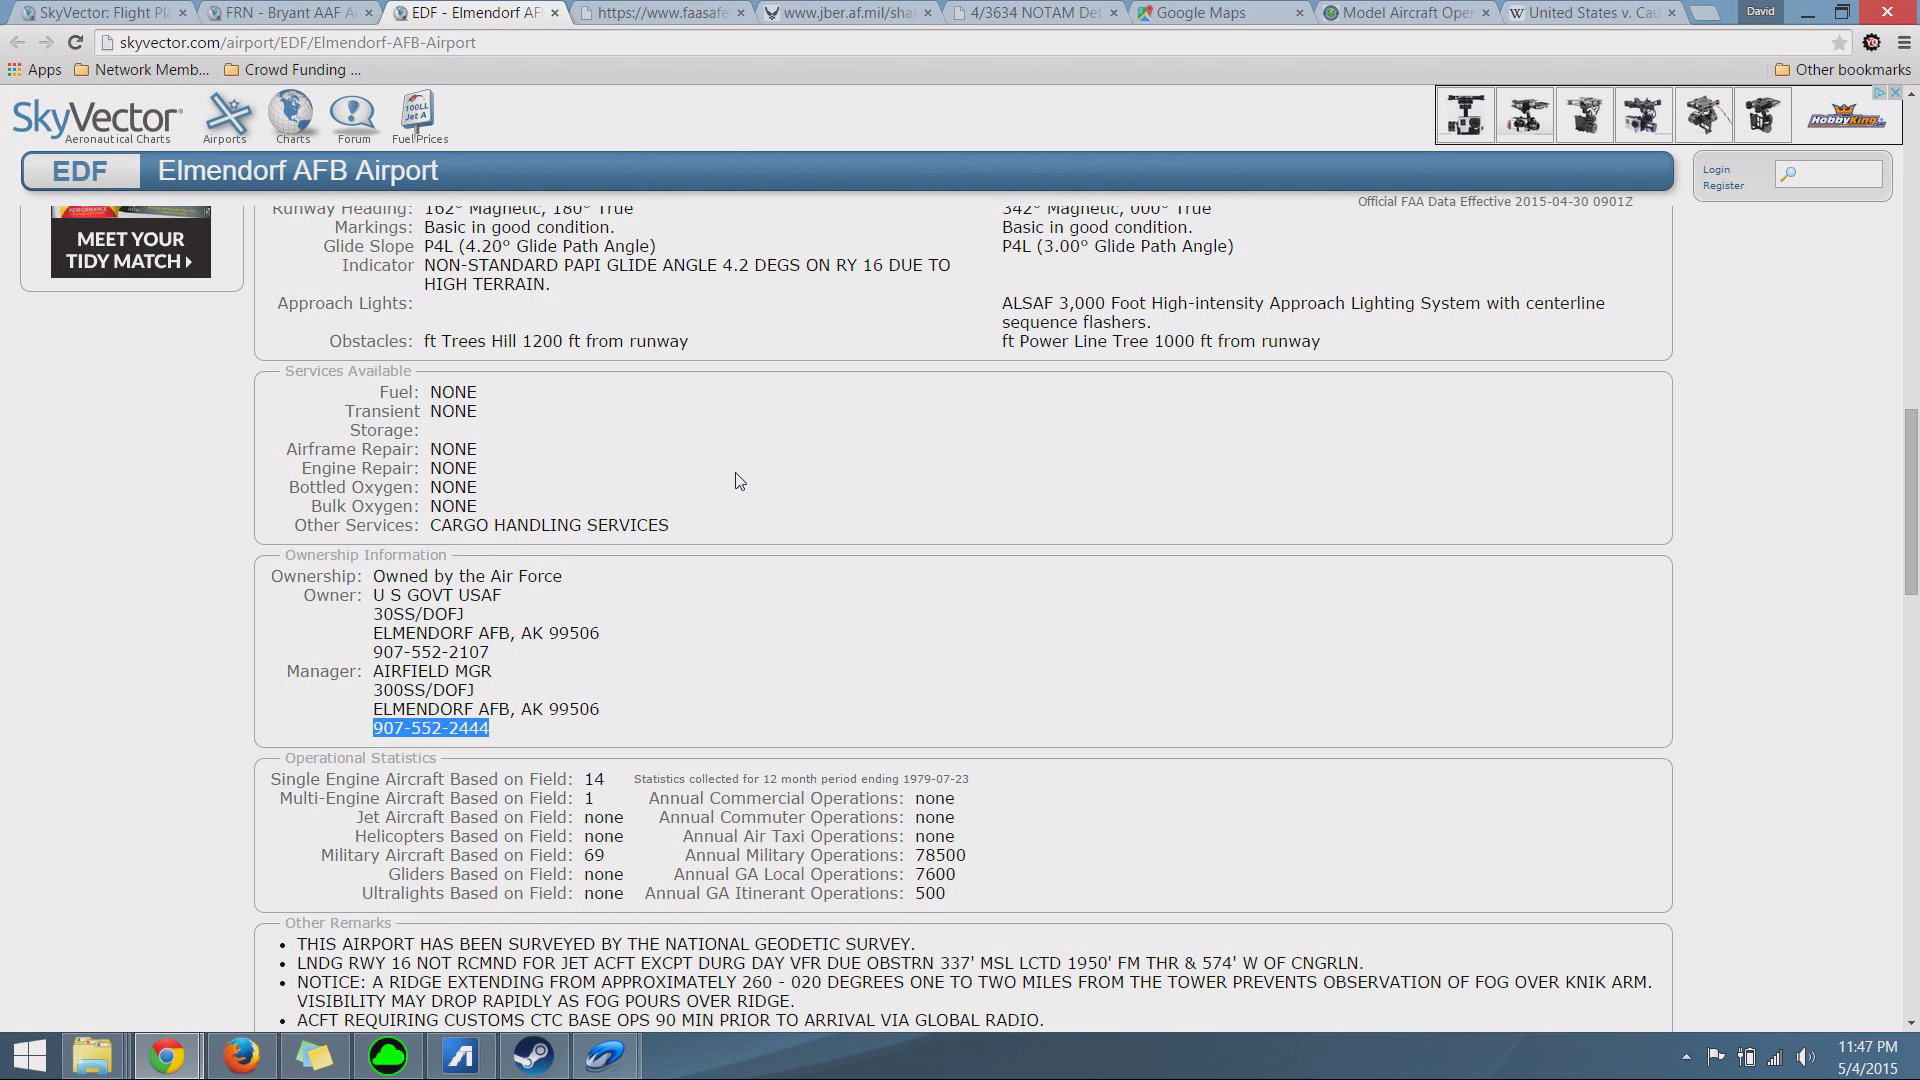 SkyVector: Flight Pla
FRN - Bryant AAF Ai
EDF - Elmendorf AF
https://www.faasafe
www.jber.af.mil/sha
4/3634 NOTAM Det
Google Maps
Model Aircraft Oper
United States v. Cau
David
skyvector.com/airport/EDF/Elmendorf-AFB-Airport
Apps
Network Memb...
Crowd Funding ...
Other bookmarks
SkyVector
Aeronautical Charts
Airports
Charts
Forum
100LL
Jet A
Fuel Prices
HobbyKing
EDF
Elmendorf AFB Airport
Login
Register
Official FAA Data Effective 2015-04-30 0901Z
MEET YOUR
TIDY MATCH
Runway Heading: 162° Magnetic, 180° True 342° Magnetic, 000° True
Markings: Basic in good condition. Basic in good condition.
Glide Slope P4L (4.20° Glide Path Angle) P4L (3.00° Glide Path Angle)
Indicator NON-STANDARD PAPI GLIDE ANGLE 4.2 DEGS ON RY 16 DUE TO
HIGH TERRAIN.
Approach Lights: ALSAF 3,000 Foot High-intensity Approach Lighting System with centerline
sequence flashers.
Obstacles: ft Trees Hill 1200 ft from runway ft Power Line Tree 1000 ft from runway
Services Available
Fuel: NONE
Transient NONE
Storage:
Airframe Repair: NONE
Engine Repair: NONE
Bottled Oxygen: NONE
Bulk Oxygen: NONE
Other Services: CARGO HANDLING SERVICES
Ownership Information
Ownership: Owned by the Air Force
Owner: U S GOVT USAF
30SS/DOFJ
ELMENDORF AFB, AK 99506
907-552-2107
Manager: AIRFIELD MGR
300SS/DOFJ
ELMENDORF AFB, AK 99506
907-552-2444
Operational Statistics
Single Engine Aircraft Based on Field: 14 Statistics collected for 12 month period ending 1979-07-23
Multi-Engine Aircraft Based on Field: 1 Annual Commercial Operations: none
Jet Aircraft Based on Field: none Annual Commuter Operations: none
Helicopters Based on Field: none Annual Air Taxi Operations: none
Military Aircraft Based on Field: 69 Annual Military Operations: 78500
Gliders Based on Field: none Annual GA Local Operations: 7600
Ultralights Based on Field: none Annual GA Itinerant Operations: 500
Other Remarks
• THIS AIRPORT HAS BEEN SURVEYED BY THE NATIONAL GEODETIC SURVEY.
• LNDG RWY 16 NOT RCMND FOR JET ACFT EXCPT DURG DAY VFR DUE OBSTRN 337' MSL LCTD 1950' FM THR & 574' W OF CNGRLN.
• NOTICE: A RIDGE EXTENDING FROM APPROXIMATELY 260 - 020 DEGREES ONE TO TWO MILES FROM THE TOWER PREVENTS OBSERVATION OF FOG OVER KNIK ARM.
VISIBILITY MAY DROP RAPIDLY AS FOG POURS OVER RIDGE.
• ACFT REQUIRING CUSTOMS CTC BASE OPS 90 MIN PRIOR TO ARRIVAL VIA GLOBAL RADIO.
11:47 PM
5/4/2015